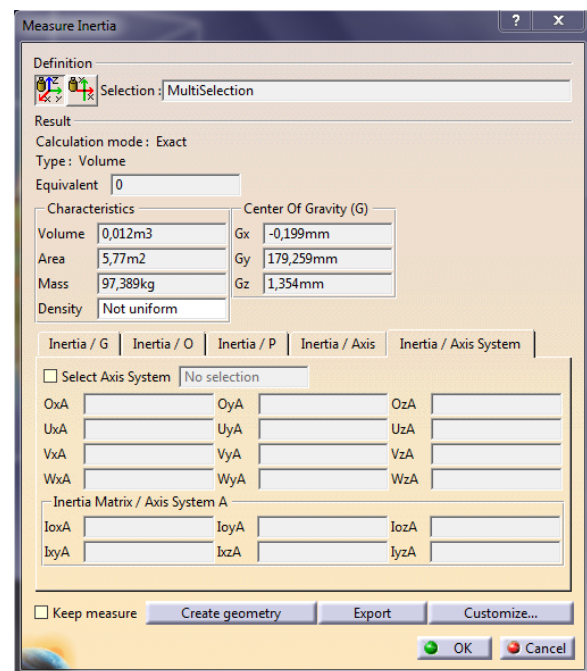 Measure Inertia
? X
Definition
Selection : MultiSelection
Result
Calculation mode : Exact
Type : Volume
Equivalent 0
Characteristics Center Of Gravity (G)
Volume 0,012m3 Gx -0,199mm
Area 5,77m2 Gy 179,259mm
Mass 97,389kg Gz 1,354mm
Density Not uniform
Inertia / G Inertia / O Inertia / P Inertia / Axis Inertia / Axis System
Select Axis System No selection
OxA OyA OzA
UxA UyA UzA
VxA VyA VzA
WxA WyA WzA
Inertia Matrix / Axis System A
IoxA IoyA IozA
IxyA IxzA IyzA
Keep measure Create geometry Export Customize...
OK Cancel